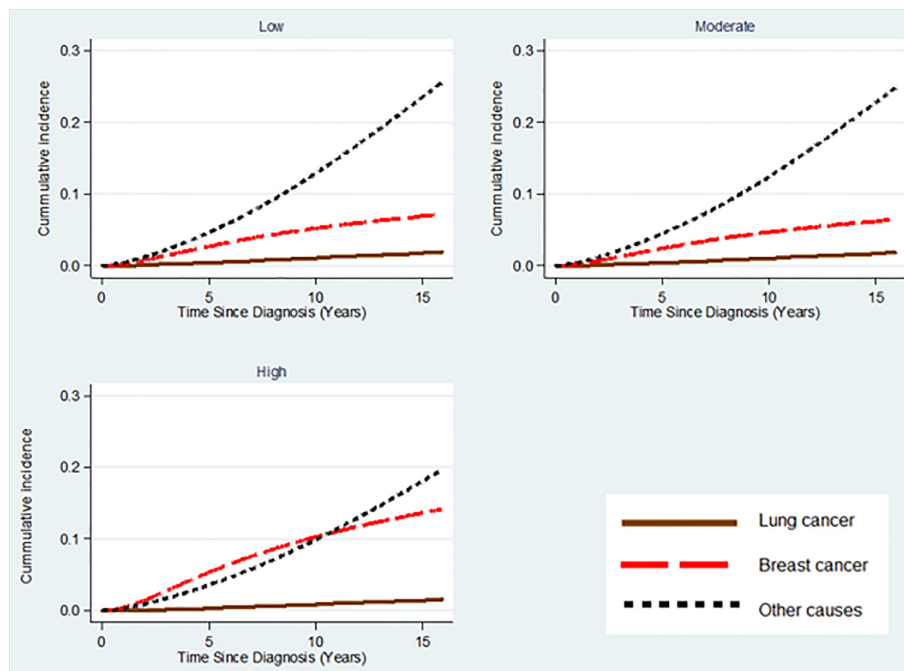 Low
Cummulative incidence
0.3
0.2
0.1
0.0
0
5
10
15
Time Since Diagnosis (Years)
Moderate
Cummulative incidence
0.3
0.2
0.1
0.0
0
5
10
15
Time Since Diagnosis (Years)
High
Cummulative incidence
0.3
0.2
0.1
0.0
0
5
10
15
Time Since Diagnosis (Years)
Lung cancer
Breast cancer
Other causes